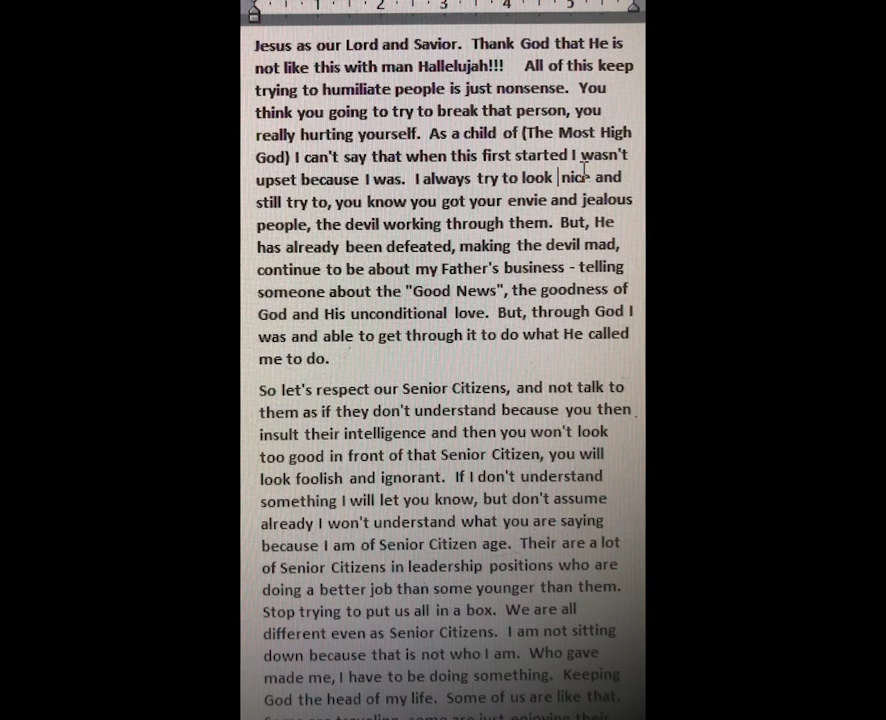 1 2 3 4 5
Jesus as our Lord and Savior. Thank God that He is
not like this with man Hallelujah!!! All of this keep
trying to humiliate people is just nonsense. You
think you going to try to break that person, you
really hurting yourself. As a child of (The Most High
God) I can't say that when this first started I wasn't
upset because I was. I always try to look nice and
still try to, you know you got your envie and jealous
people, the devil working through them. But, He
has already been defeated, making the devil mad,
continue to be about my Father's business - telling
someone about the "Good News", the goodness of
God and His unconditional love. But, through God I
was and able to get through it to do what He called
me to do.
So let's respect our Senior Citizens, and not talk to
them as if they don't understand because you then
insult their intelligence and then you won't look
too good in front of that Senior Citizen, you will
look foolish and ignorant. If I don't understand
something I will let you know, but don't assume
already I won't understand what you are saying
because I am of Senior Citizen age. Their are a lot
of Senior Citizens in leadership positions who are
doing a better job than some younger than them.
Stop trying to put us all in a box. We are all
different even as Senior Citizens. I am not sitting
down because that is not who I am. Who gave
made me, I have to be doing something. Keeping
God the head of my life. Some of us are like that.